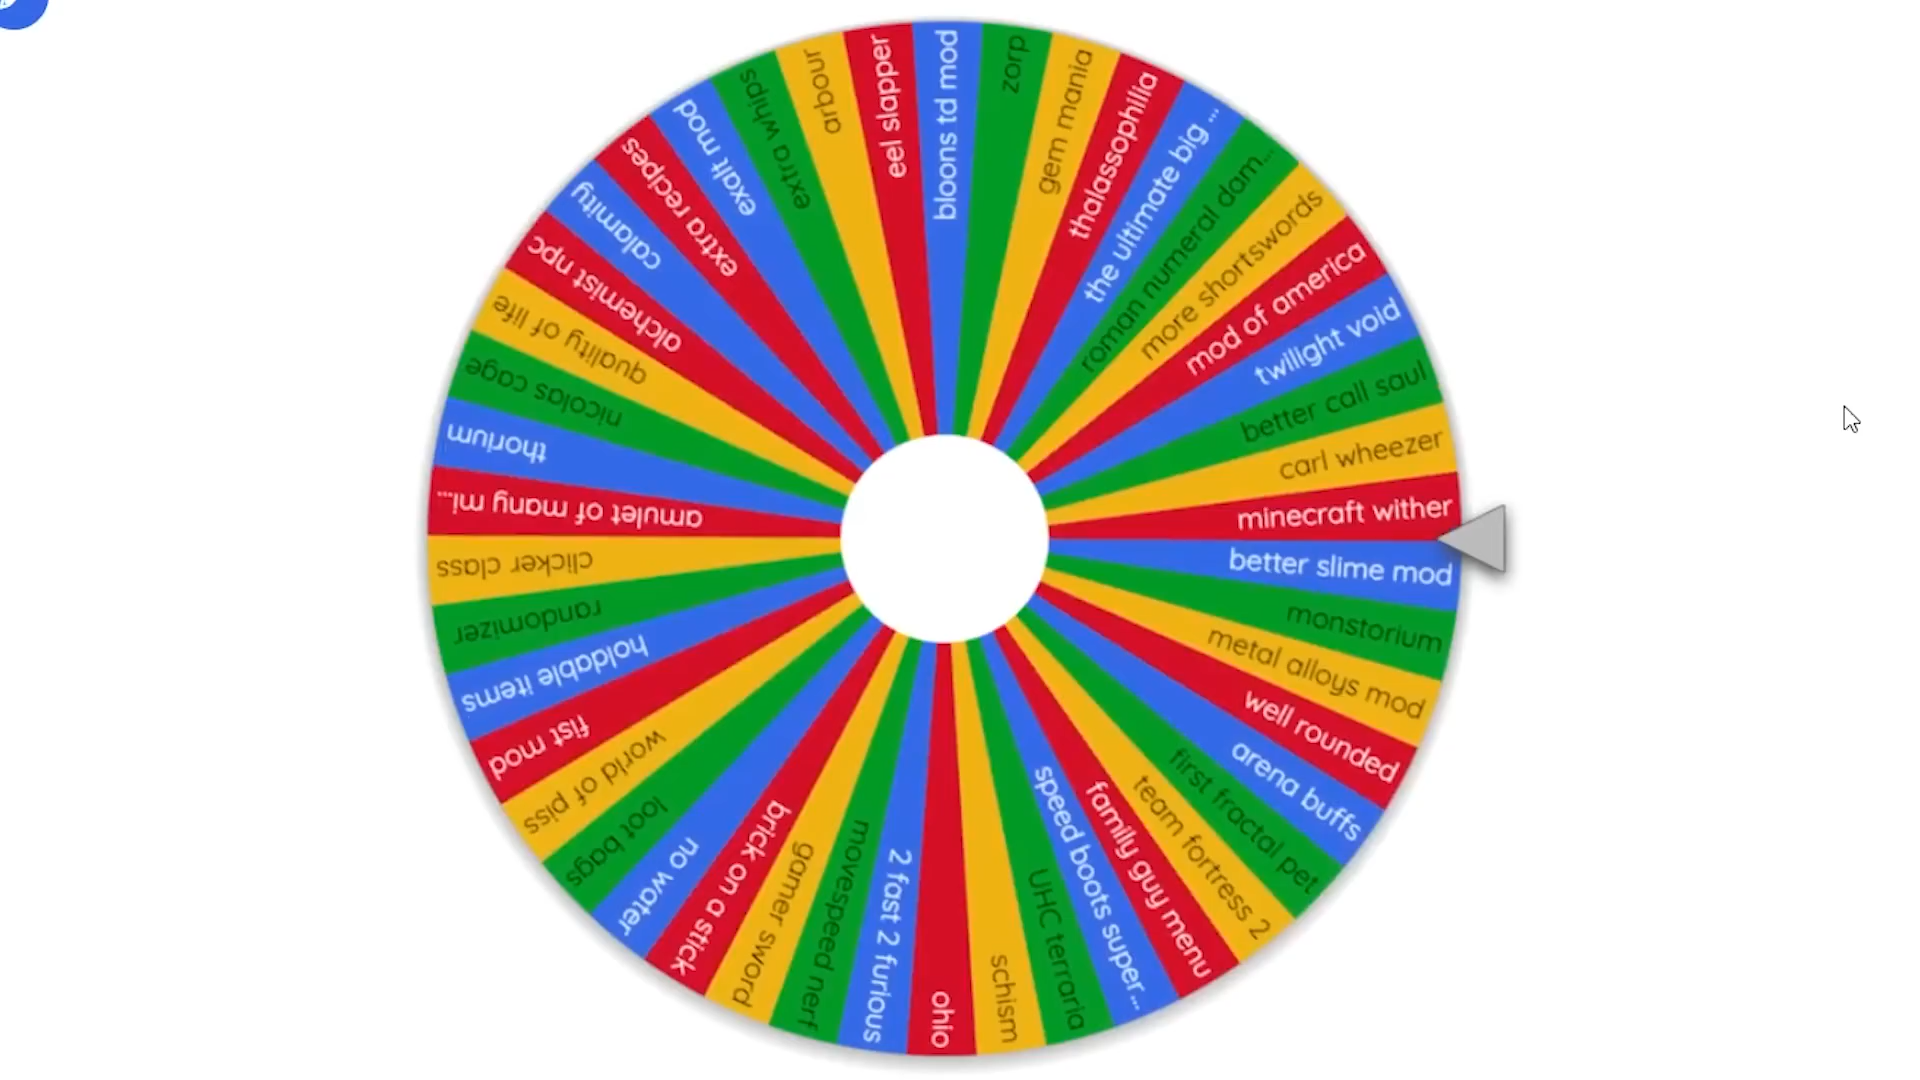 bloons td mod
zorp
gem mania
thalassophilia
the ultimate big ...
roman numeral dam...
more shortswords
mod of america
twilight void
better call saul
carl wheezer
minecraft wither
better slime mod
monstorium
metal alloys mod
well rounded
arena buffs
first fractal pet
team fortress 2
family guy menu
speed boots super...
UHC terraria
schism
ohio
2 fast 2 furious
movespeed nerf
gamer sword
brick on a stick
no water
loot bags
world of piss
fist mod
holdable items
randomizer
clicker class
amulet of many mi...
thorium
nicolas cage
quality of life
alchemist npc
calamity
extra recipes
exalt mod
extra whips
arbour
eel slapper